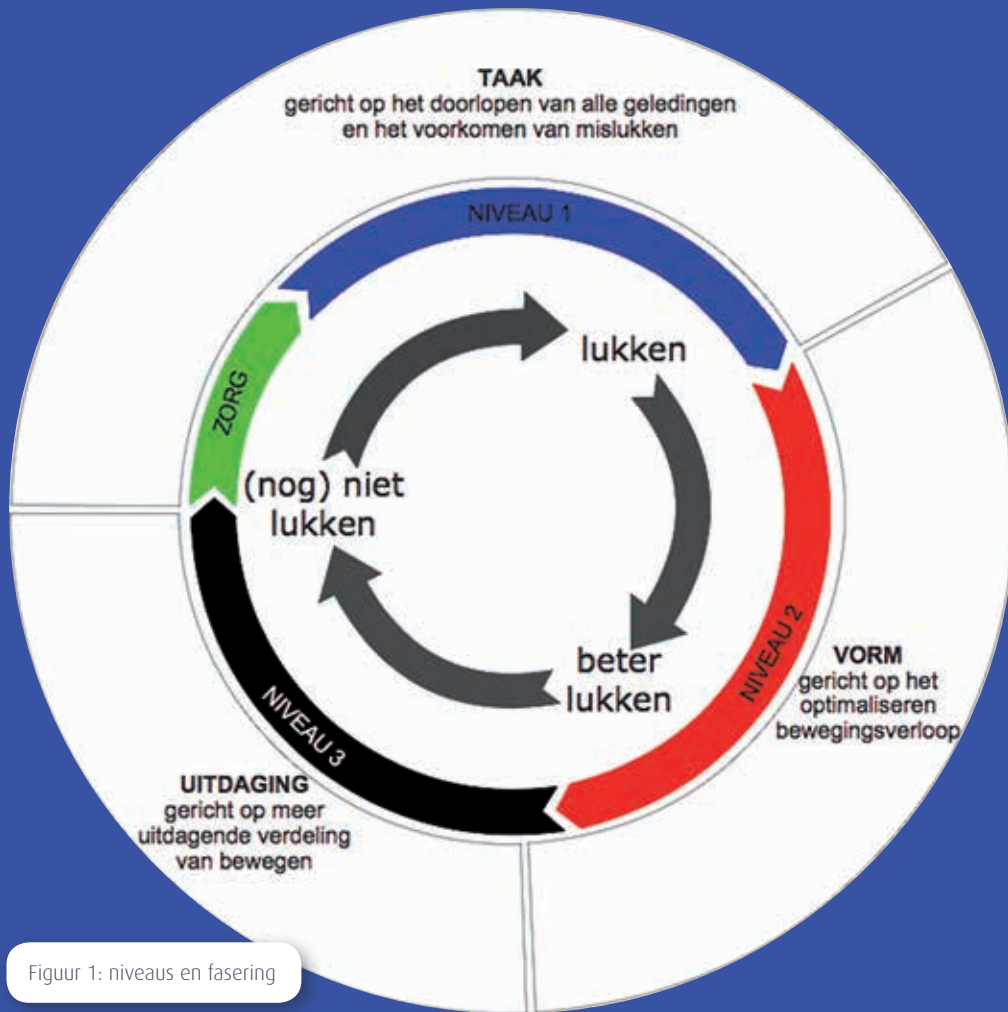 TAAK
gericht op het doorlopen van alle geledingen
en het voorkomen van mislukken
NIVEAU 1
lukken
ZORG
(nog) niet
lukken
beter
lukken
NIVEAU 2
VORM
gericht op het
optimaliseren
bewegingsverloop
NIVEAU 3
UITDAGING
gericht op meer
uitdagende verdeling
van bewegen
Figuur 1: niveaus en fasering